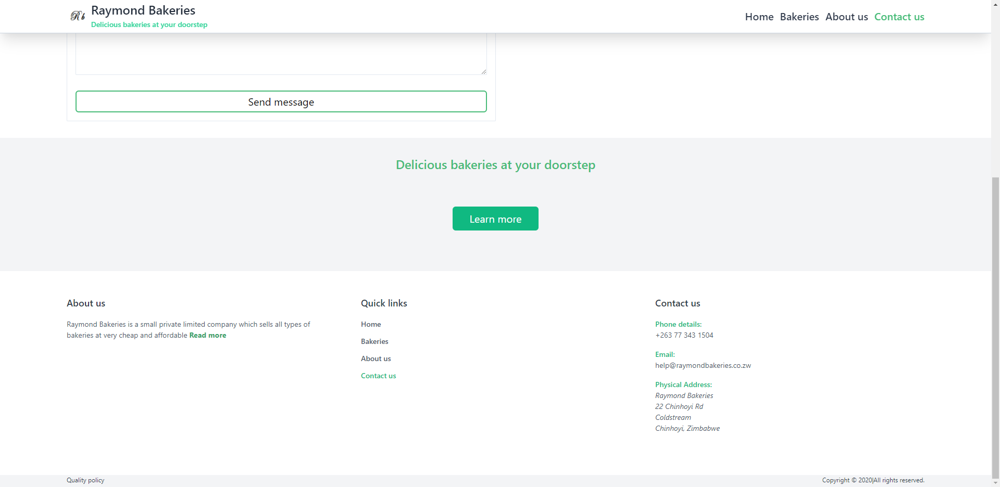 Rb
Raymond Bakeries
Delicious bakeries at your doorstep
Home
Bakeries
About us
Contact us
Send message
Delicious bakeries at your doorstep
Learn more
About us
Raymond Bakeries is a small private limited company which sells all types of
bakeries at very cheap and affordable Read more
Quick links
Home
Bakeries
About us
Contact us
Contact us
Phone details:
+263 77 343 1504
Email:
help@raymondbakeries.co.zw
Physical Address:
Raymond Bakeries
22 Chinhoyi Rd
Coldstream
Chinhoyi, Zimbabwe
Quality policy
Copyright © 2020|All rights reserved.